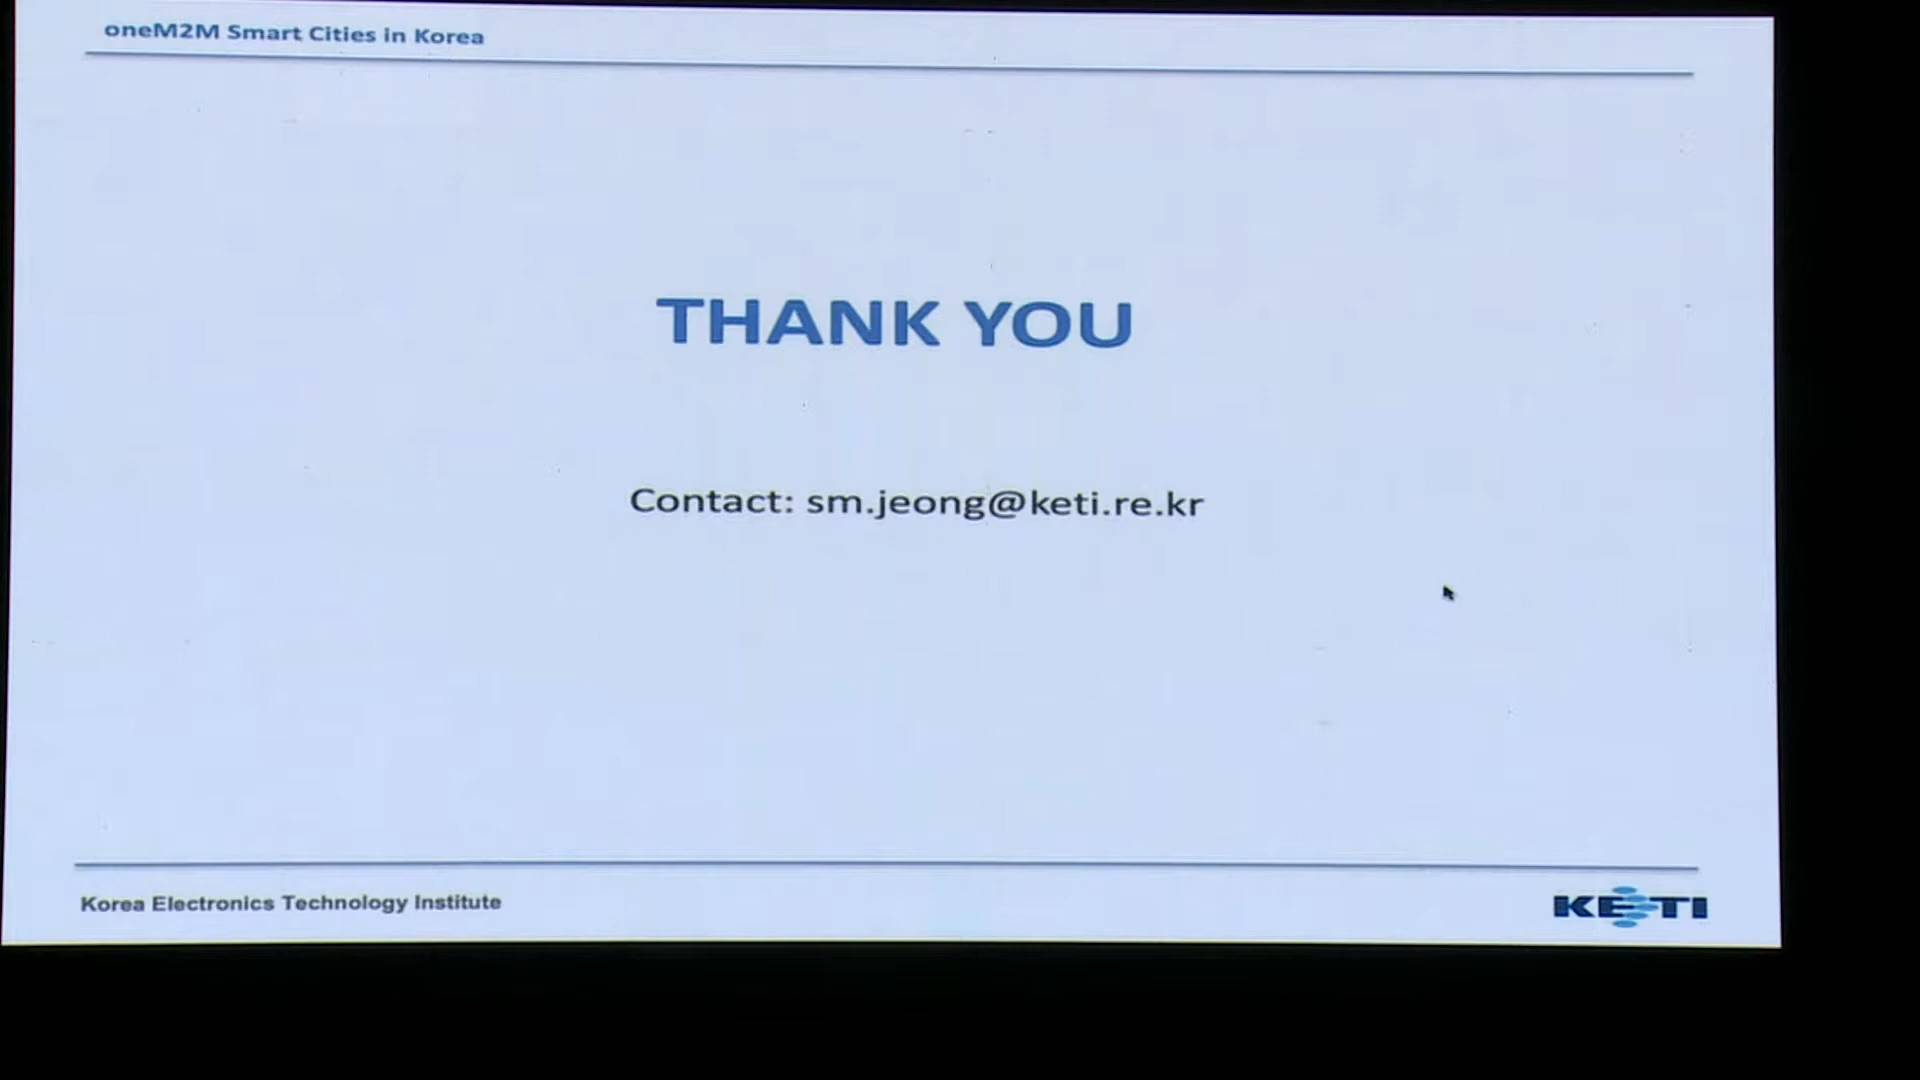 oneM2M Smart Cities in Korea
THANK YOU
Contact: sm.jeong@keti.re.kr
Korea Electronics Technology Institute
KETI